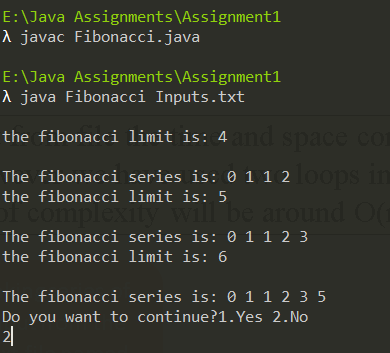 E:\Java Assignments\Assignment1
λ javac Fibonacci.java
E:\Java Assignments\Assignment1
λ java Fibonacci Inputs.txt
the fibonacci limit is: 4
The fibonacci series is: 0 1 1 2
the fibonacci limit is: 5
The fibonacci series is: 0 1 1 2 3
the fibonacci limit is: 6
The fibonacci series is: 0 1 1 2 3 5
Do you want to continue?1.Yes 2.No
2